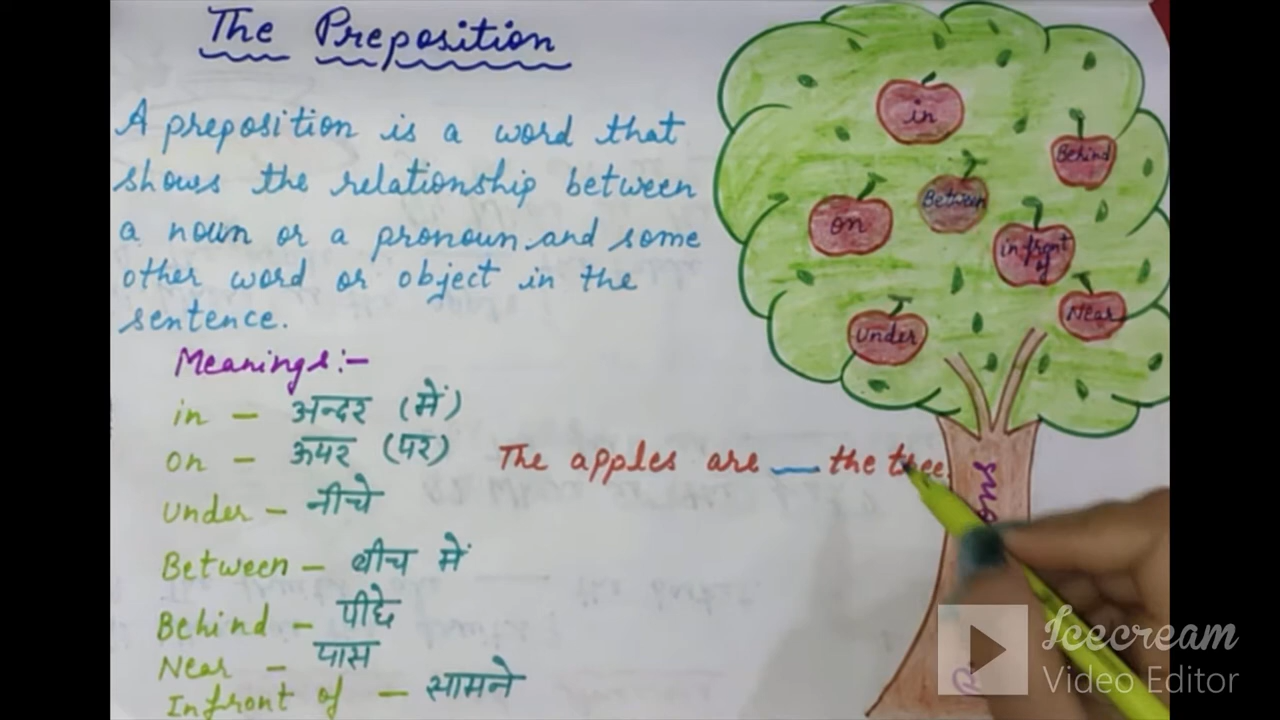 The Preposition
A preposition is a word that
shows the relationship between
a noun or a pronoun and some
other word or object in the
sentence.
Meanings:-
in - अन्दर (में)
on - ऊपर (पर)
The apples are __ the tree.
under - नीचे
Between - बीच में
Behind - पीछे
Near - पास
Infront of - सामने
in
Behind
Between
on
in front
of
Near
under
Icecream
Video Editor